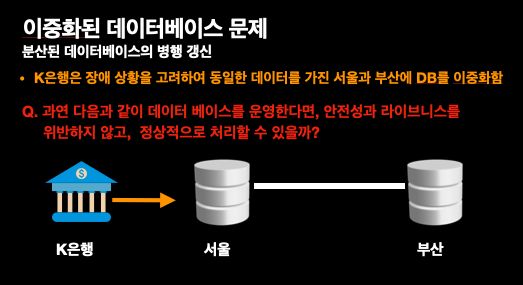 이중화된 데이터베이스 문제
분산된 데이터베이스의 병행 갱신
• K은행은 장애 상황을 고려하여 동일한 데이터를 가진 서울과 부산에 DB를 이중화함
Q. 과연 다음과 같이 데이터 베이스를 운영한다면, 안전성과 라이브니스를
위반하지 않고, 정상적으로 처리할 수 있을까?
$
K은행
서울
부산